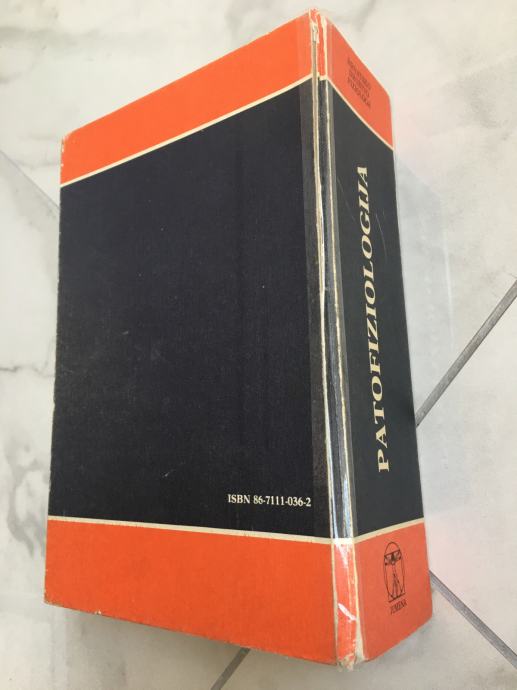 PATOFIZIOLOGIJA
JUMENA
ISBN 86-7111-036-2